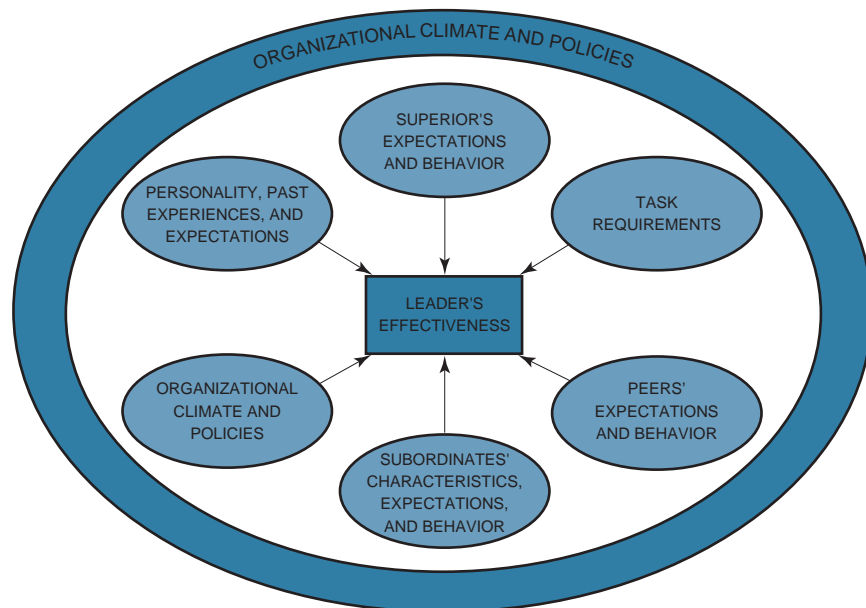 ORGANIZATIONAL CLIMATE AND POLICIES
SUPERIOR'S
EXPECTATIONS
AND BEHAVIOR
PERSONALITY, PAST
EXPERIENCES, AND
EXPECTATIONS
TASK
REQUIREMENTS
LEADER'S
EFFECTIVENESS
ORGANIZATIONAL
CLIMATE AND
POLICIES
PEERS'
EXPECTATIONS
AND BEHAVIOR
SUBORDINATES'
CHARACTERISTICS,
EXPECTATIONS,
AND BEHAVIOR